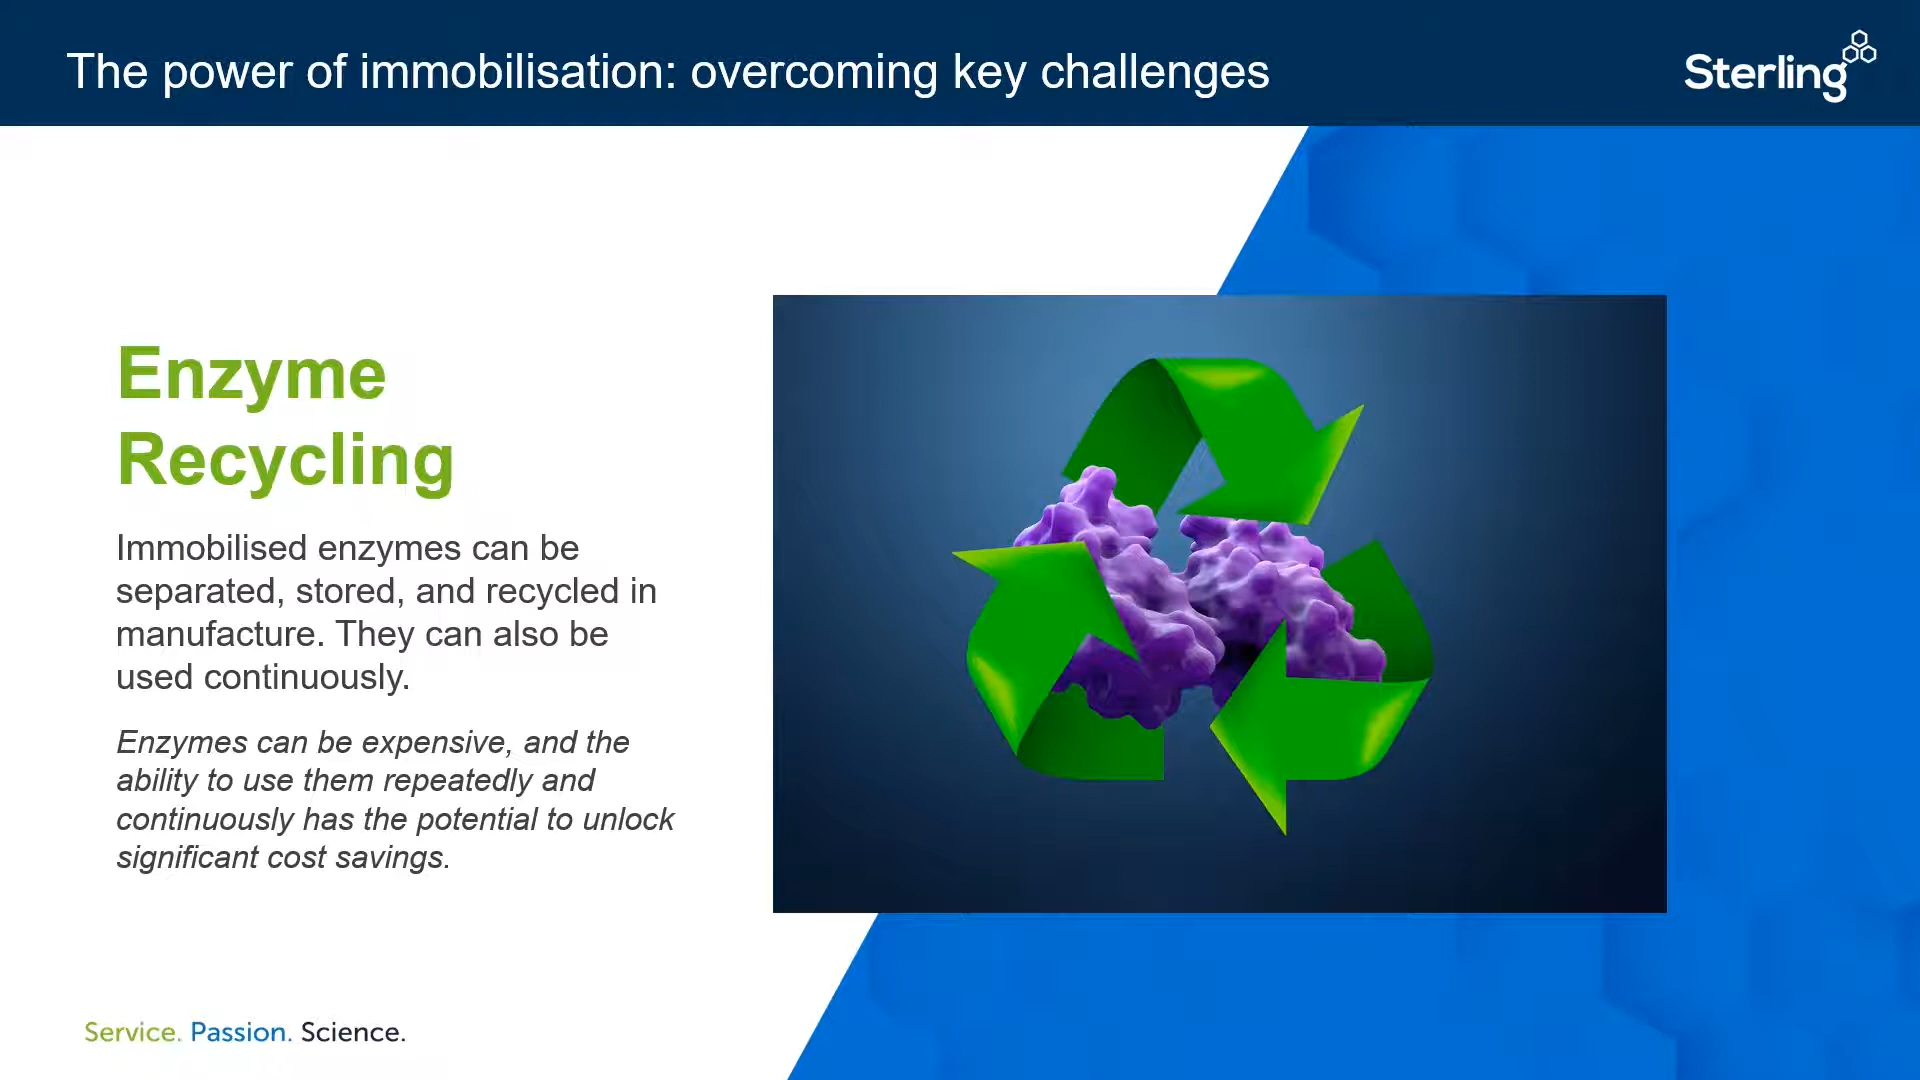 The power of immobilisation: overcoming key challenges
Sterling
Enzyme
Recycling
Immobilised enzymes can be
separated, stored, and recycled in
manufacture. They can also be
used continuously.
Enzymes can be expensive, and the
ability to use them repeatedly and
continuously has the potential to unlock
significant cost savings.
Service. Passion. Science.